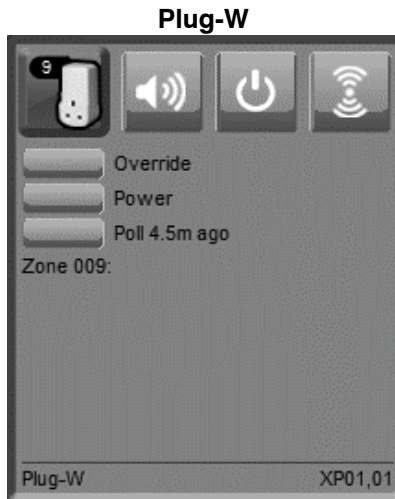 Plug-W
9
Override
Power
Poll 4.5m ago
Zone 009:
Plug-W XP01,01